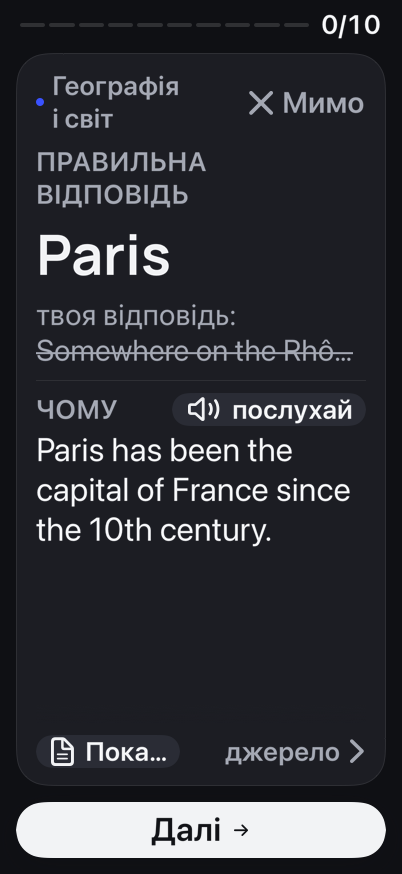 0/10
Географія
і світ
Мимо
ПРАВИЛЬНА
ВІДПОВІДЬ
Paris
твоя відповідь:
Somewhere on the Rhô...
ЧОМУ
послухай
Paris has been the
capital of France since
the 10th century.
Пока...
джерело
Далі →